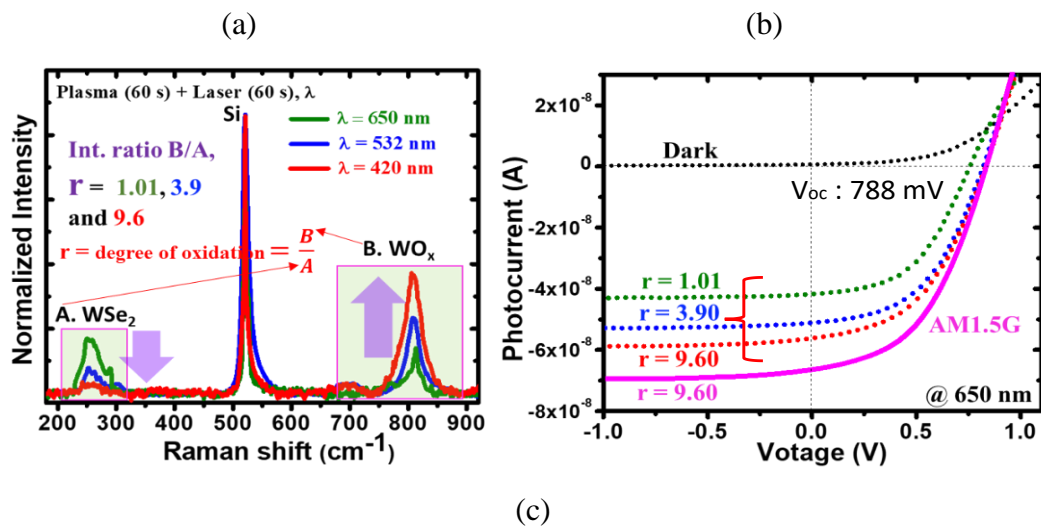 (a)
(b)
Plasma (60 s) + Laser (60 s), λ
Si
λ = 650 nm
λ = 532 nm
λ = 420 nm
Int. ratio B/A,
r = 1.01, 3.9
and 9.6
r = degree of oxidation = B/A
B. WOₓ
A. WSe₂
Normalized Intensity
200 300 400 500 600 700 800 900
Raman shift (cm⁻¹)
2x10⁻⁸
0
-2x10⁻⁸
-4x10⁻⁸
-6x10⁻⁸
-8x10⁻⁸
Photocurrent (A)
Dark
Voc : 788 mV
r = 1.01
r = 3.90
r = 9.60
AM1.5G
r = 9.60
@ 650 nm
-1.0 -0.5 0.0 0.5 1.0
Votage (V)
(c)